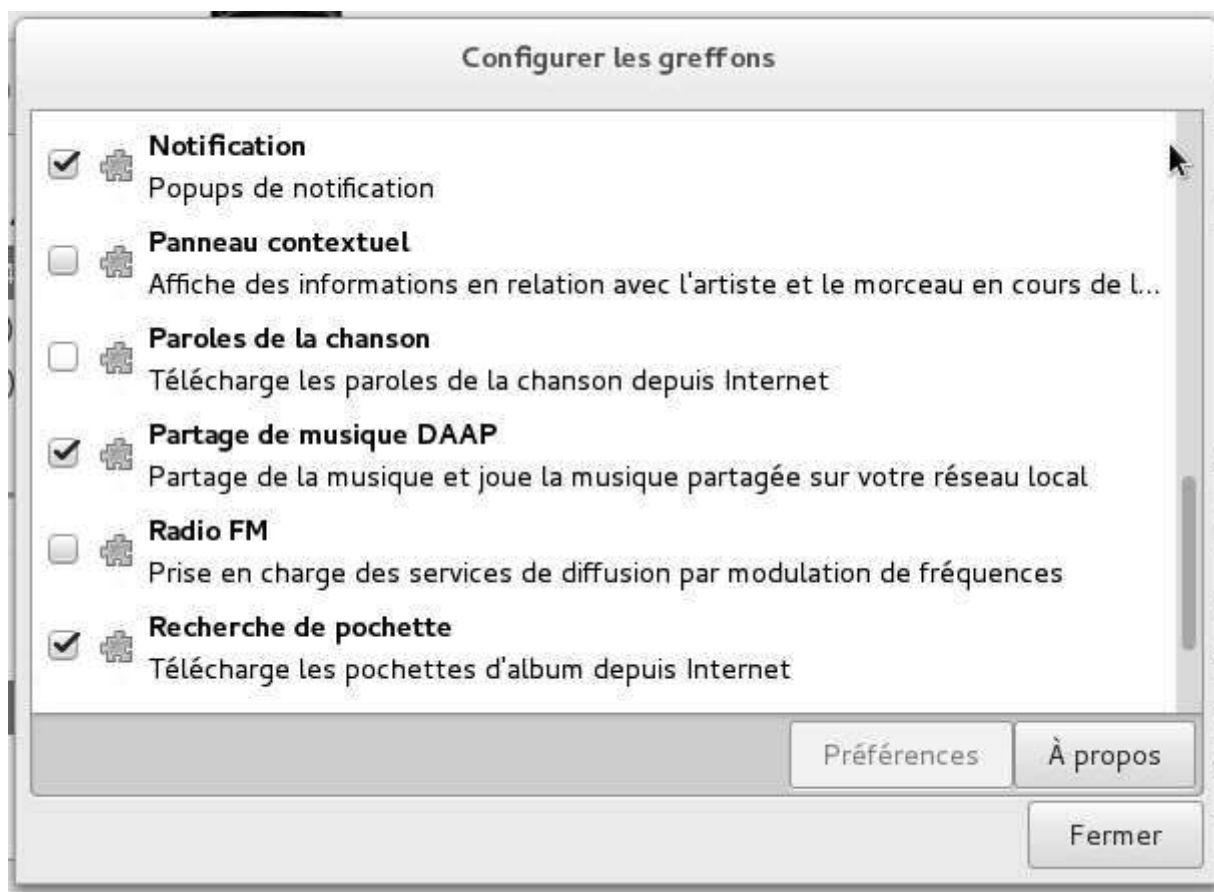 Configurer les greffons
Notification
Popups de notification
Panneau contextuel
Affiche des informations en relation avec l'artiste et le morceau en cours de l...
Paroles de la chanson
Télécharge les paroles de la chanson depuis Internet
Partage de musique DAAP
Partage de la musique et joue la musique partagée sur votre réseau local
Radio FM
Prise en charge des services de diffusion par modulation de fréquences
Recherche de pochette
Télécharge les pochettes d'album depuis Internet
Préférences À propos
Fermer